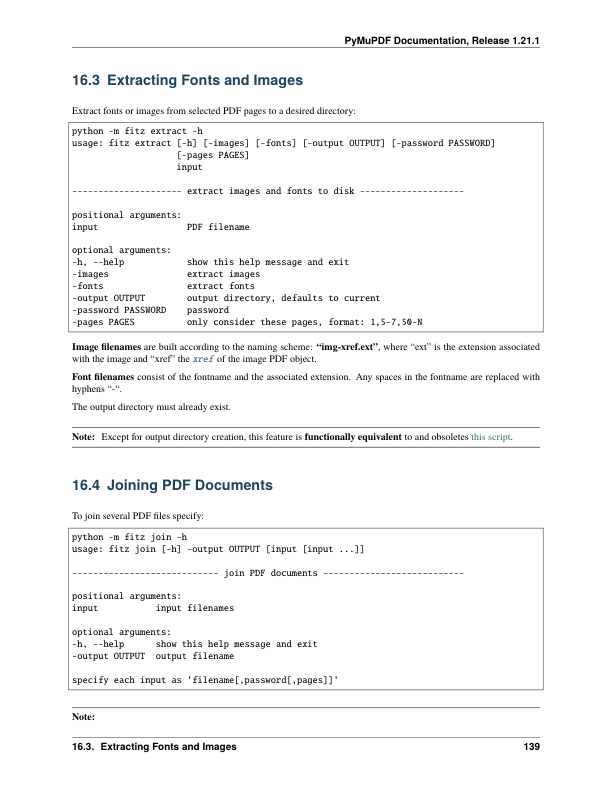 PyMuPDF Documentation, Release 1.21.1
16.3 Extracting Fonts and Images
Extract fonts or images from selected PDF pages to a desired directory:
python -m fitz extract -h
usage: fitz extract [-h] [-images] [-fonts] [-output OUTPUT] [-password PASSWORD]
                    [-pages PAGES]
                    input
--------------------- extract images and fonts to disk --------------------
positional arguments:
input                 PDF filename
optional arguments:
-h, --help            show this help message and exit
-images               extract images
-fonts                extract fonts
-output OUTPUT        output directory, defaults to current
-password PASSWORD    password
-pages PAGES          only consider these pages, format: 1,5-7,50-N
Image filenames are built according to the naming scheme: “img-xref.ext”, where “ext” is the extension associated
with the image and “xref” the xref of the image PDF object.
Font filenames consist of the fontname and the associated extension. Any spaces in the fontname are replaced with
hyphens “-“.
The output directory must already exist.
Note: Except for output directory creation, this feature is functionally equivalent to and obsoletes this script.
16.4 Joining PDF Documents
To join several PDF files specify:
python -m fitz join -h
usage: fitz join [-h] -output OUTPUT [input [input ...]]
---------------------------- join PDF documents ---------------------------
positional arguments:
input           input filenames
optional arguments:
-h, --help      show this help message and exit
-output OUTPUT  output filename
specify each input as 'filename[,password[,pages]]'
Note:
16.3. Extracting Fonts and Images 139